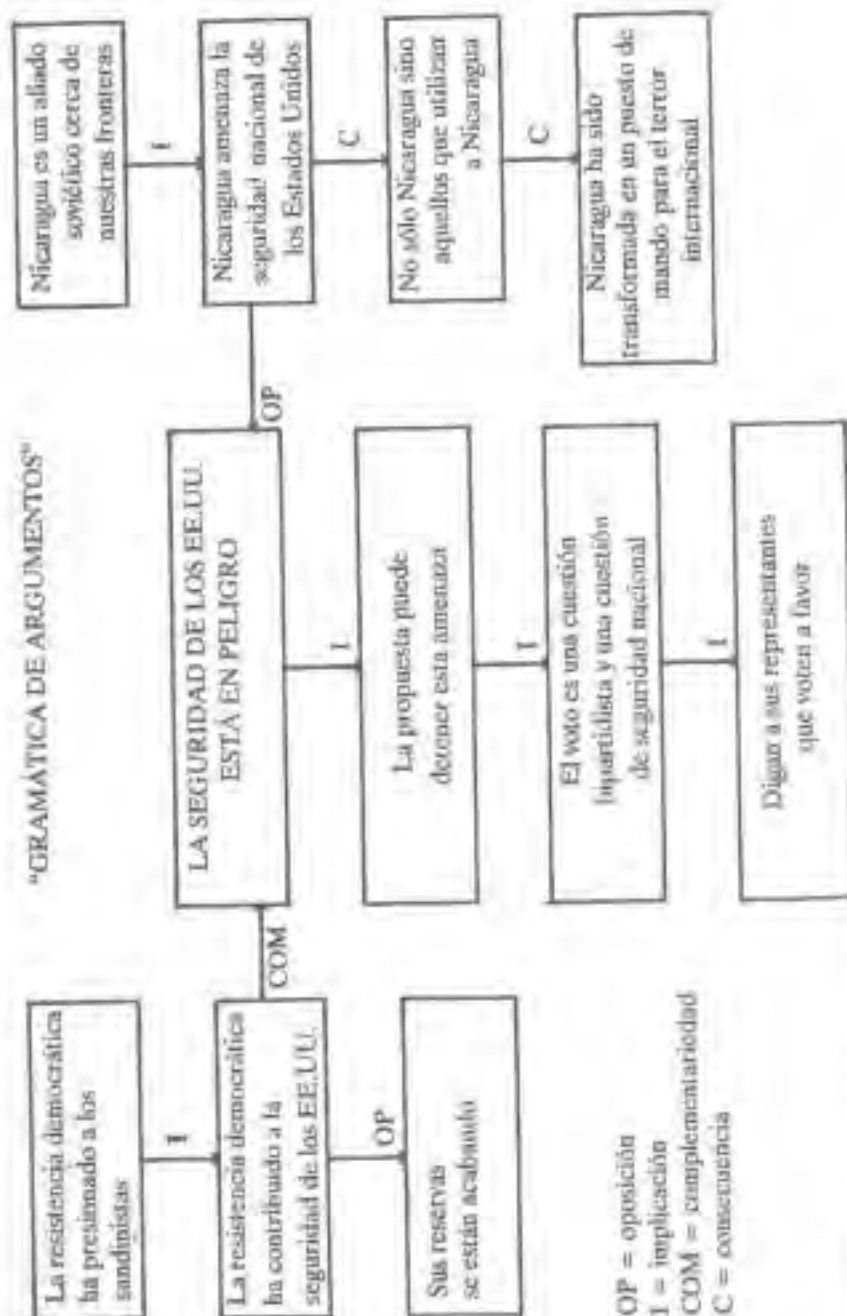 "GRAMÁTICA DE ARGUMENTOS"
La resistencia democrática
ha presionado a los
sandinistas
I
La resistencia democrática
ha contribuido a la
seguridad de los EE.UU.
OP
Sus reservas
se están acabando
COM
LA SEGURIDAD DE LOS EE.UU.
ESTÁ EN PELIGRO
I
La propuesta puede
detener esta amenaza
I
El voto es una cuestión
bipartidista y una cuestión
de seguridad nacional
I
Digan a sus representantes
que voten a favor
OP
Nicaragua es un aliado
soviético cerca de
nuestras fronteras
I
Nicaragua amenaza la
seguridad nacional de
los Estados Unidos
C
No sólo Nicaragua sino
aquellos que utilizan
a Nicaragua
C
Nicaragua ha sido
transformada en un puesto de
mando para el terror
internacional
OP = oposición
I = implicación
COM = complementariedad
C = consecuencia